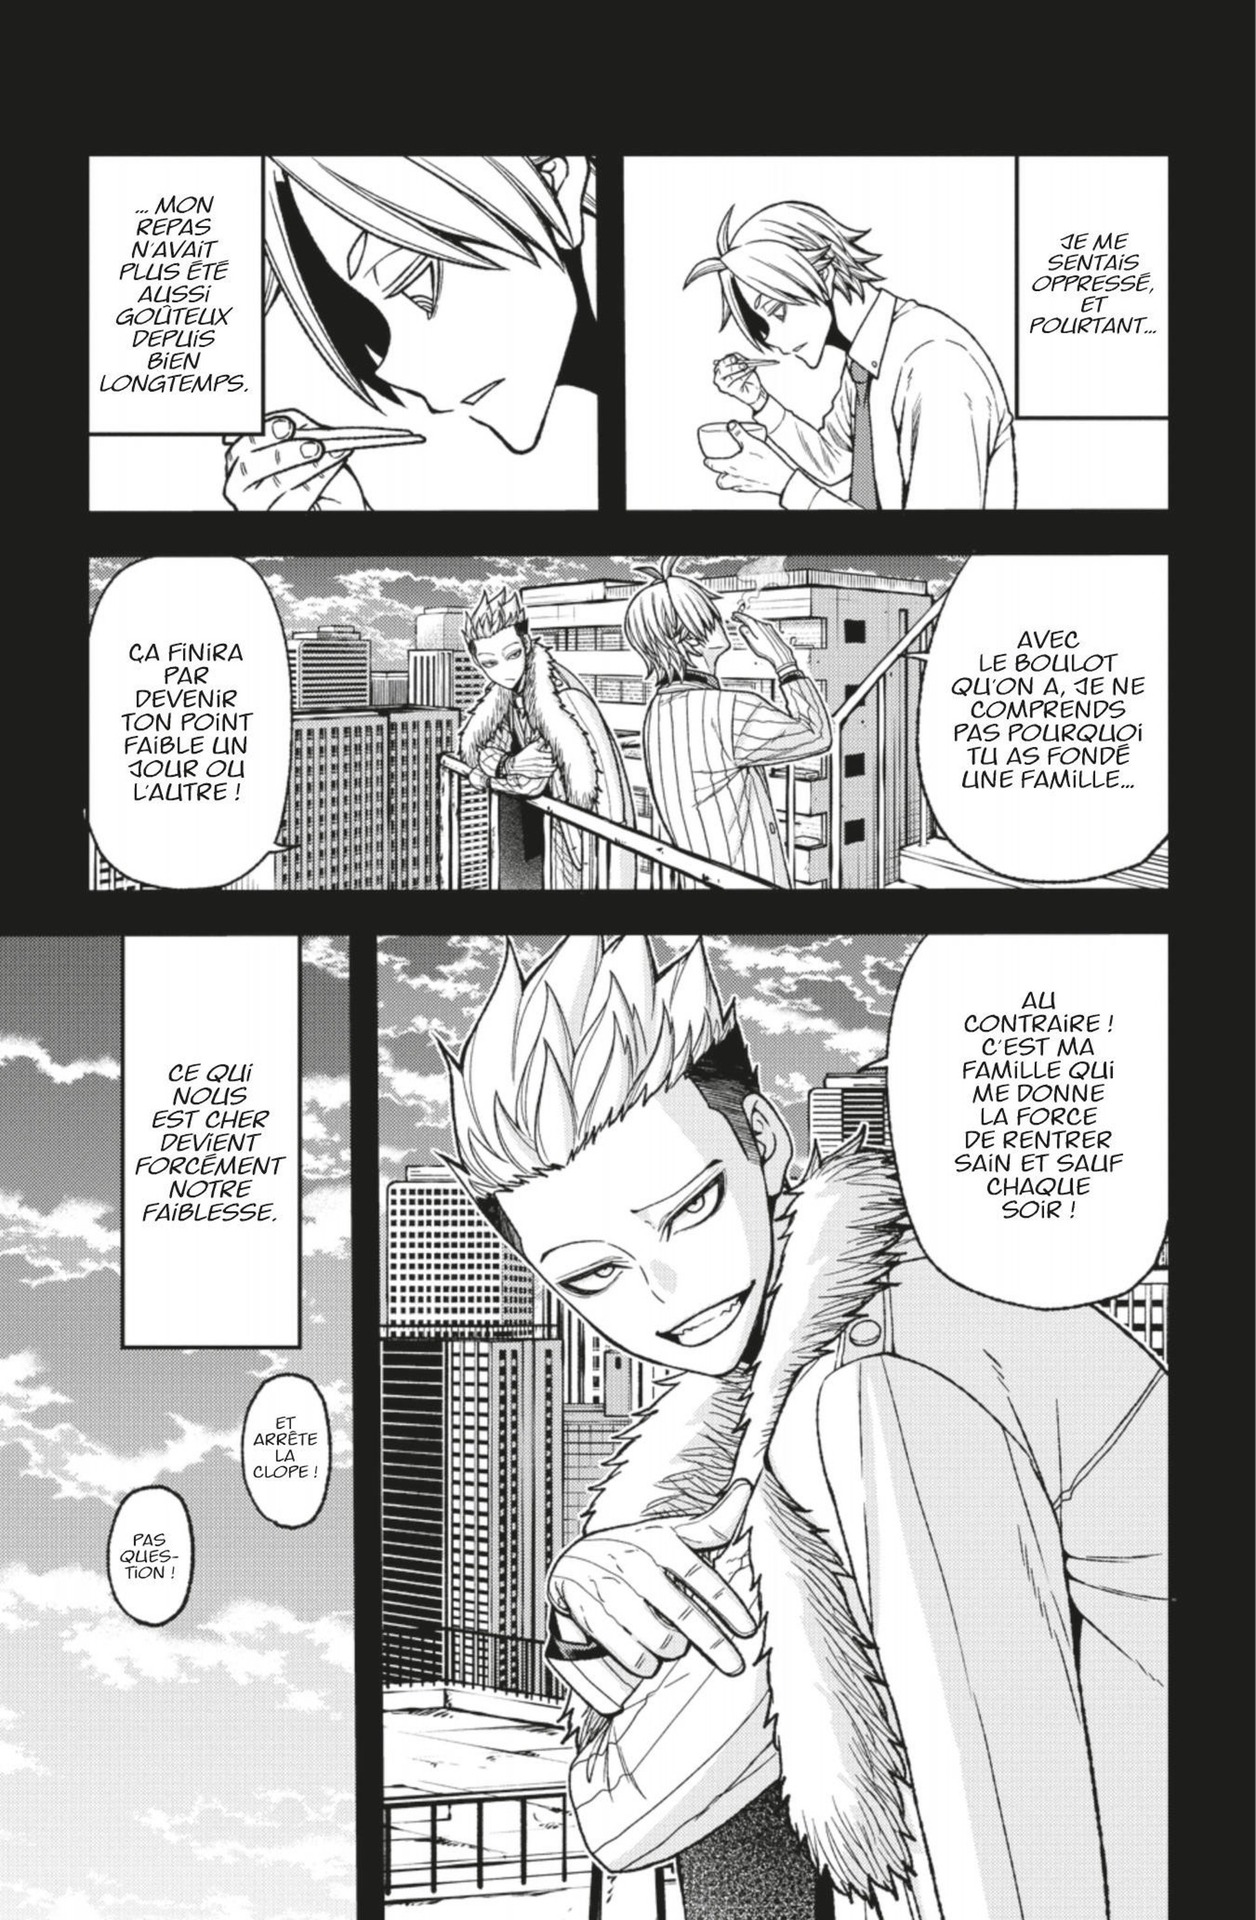 JE ME
SENTAIS
OPPRESSÉ,
ET
POURTANT...
... MON
REPAS
N'AVAIT
PLUS ÉTÉ
AUSSI
GOÛTEUX
DEPUIS
BIEN
LONGTEMPS.
AVEC
LE BOULOT
QU'ON A, JE NE
COMPRENDS
PAS POURQUOI
TU AS FONDÉ
UNE FAMILLE...
ÇA FINIRA
PAR
DEVENIR
TON POINT
FAIBLE UN
JOUR OU
L'AUTRE !
AU
CONTRAIRE !
C'EST MA
FAMILLE QUI
ME DONNE
LA FORCE
DE RENTRER
SAIN ET SAUF
CHAQUE
SOIR !
CE QUI
NOUS
EST CHER
DEVIENT
FORCÉMENT
NOTRE
FAIBLESSE.
ET
ARRÊTE
LA
CLOPE !
PAS
QUES-
TION !